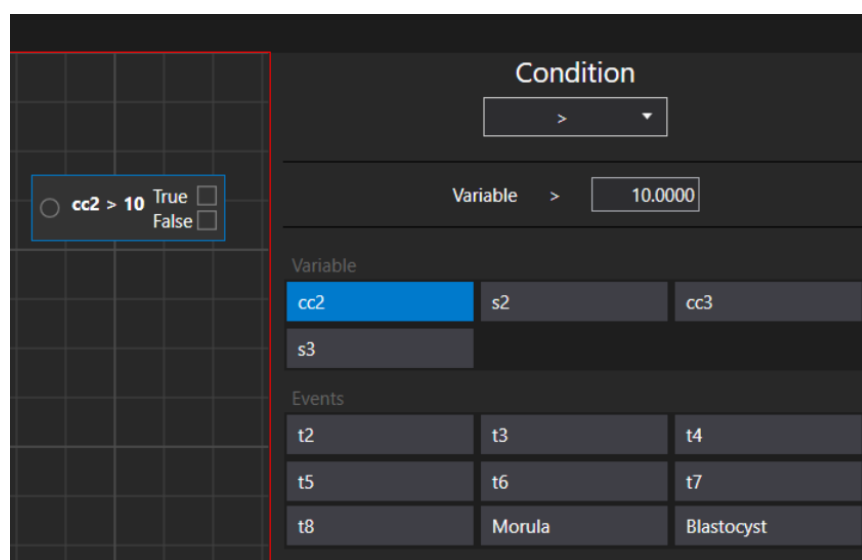 Condition
>
cc2 > 10 True
False
Variable > 10.0000
Variable
cc2 s2 cc3
s3
Events
t2 t3 t4
t5 t6 t7
t8 Morula Blastocyst